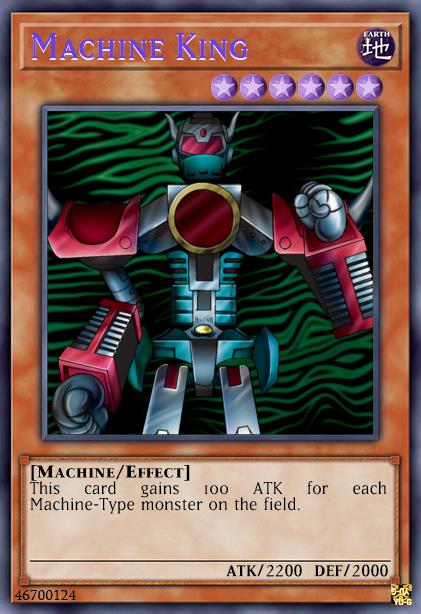 Machine King
EARTH
地
[Machine/Effect]
This card gains 100 ATK for each
Machine-Type monster on the field.
ATK/2200 DEF/2000
46700124